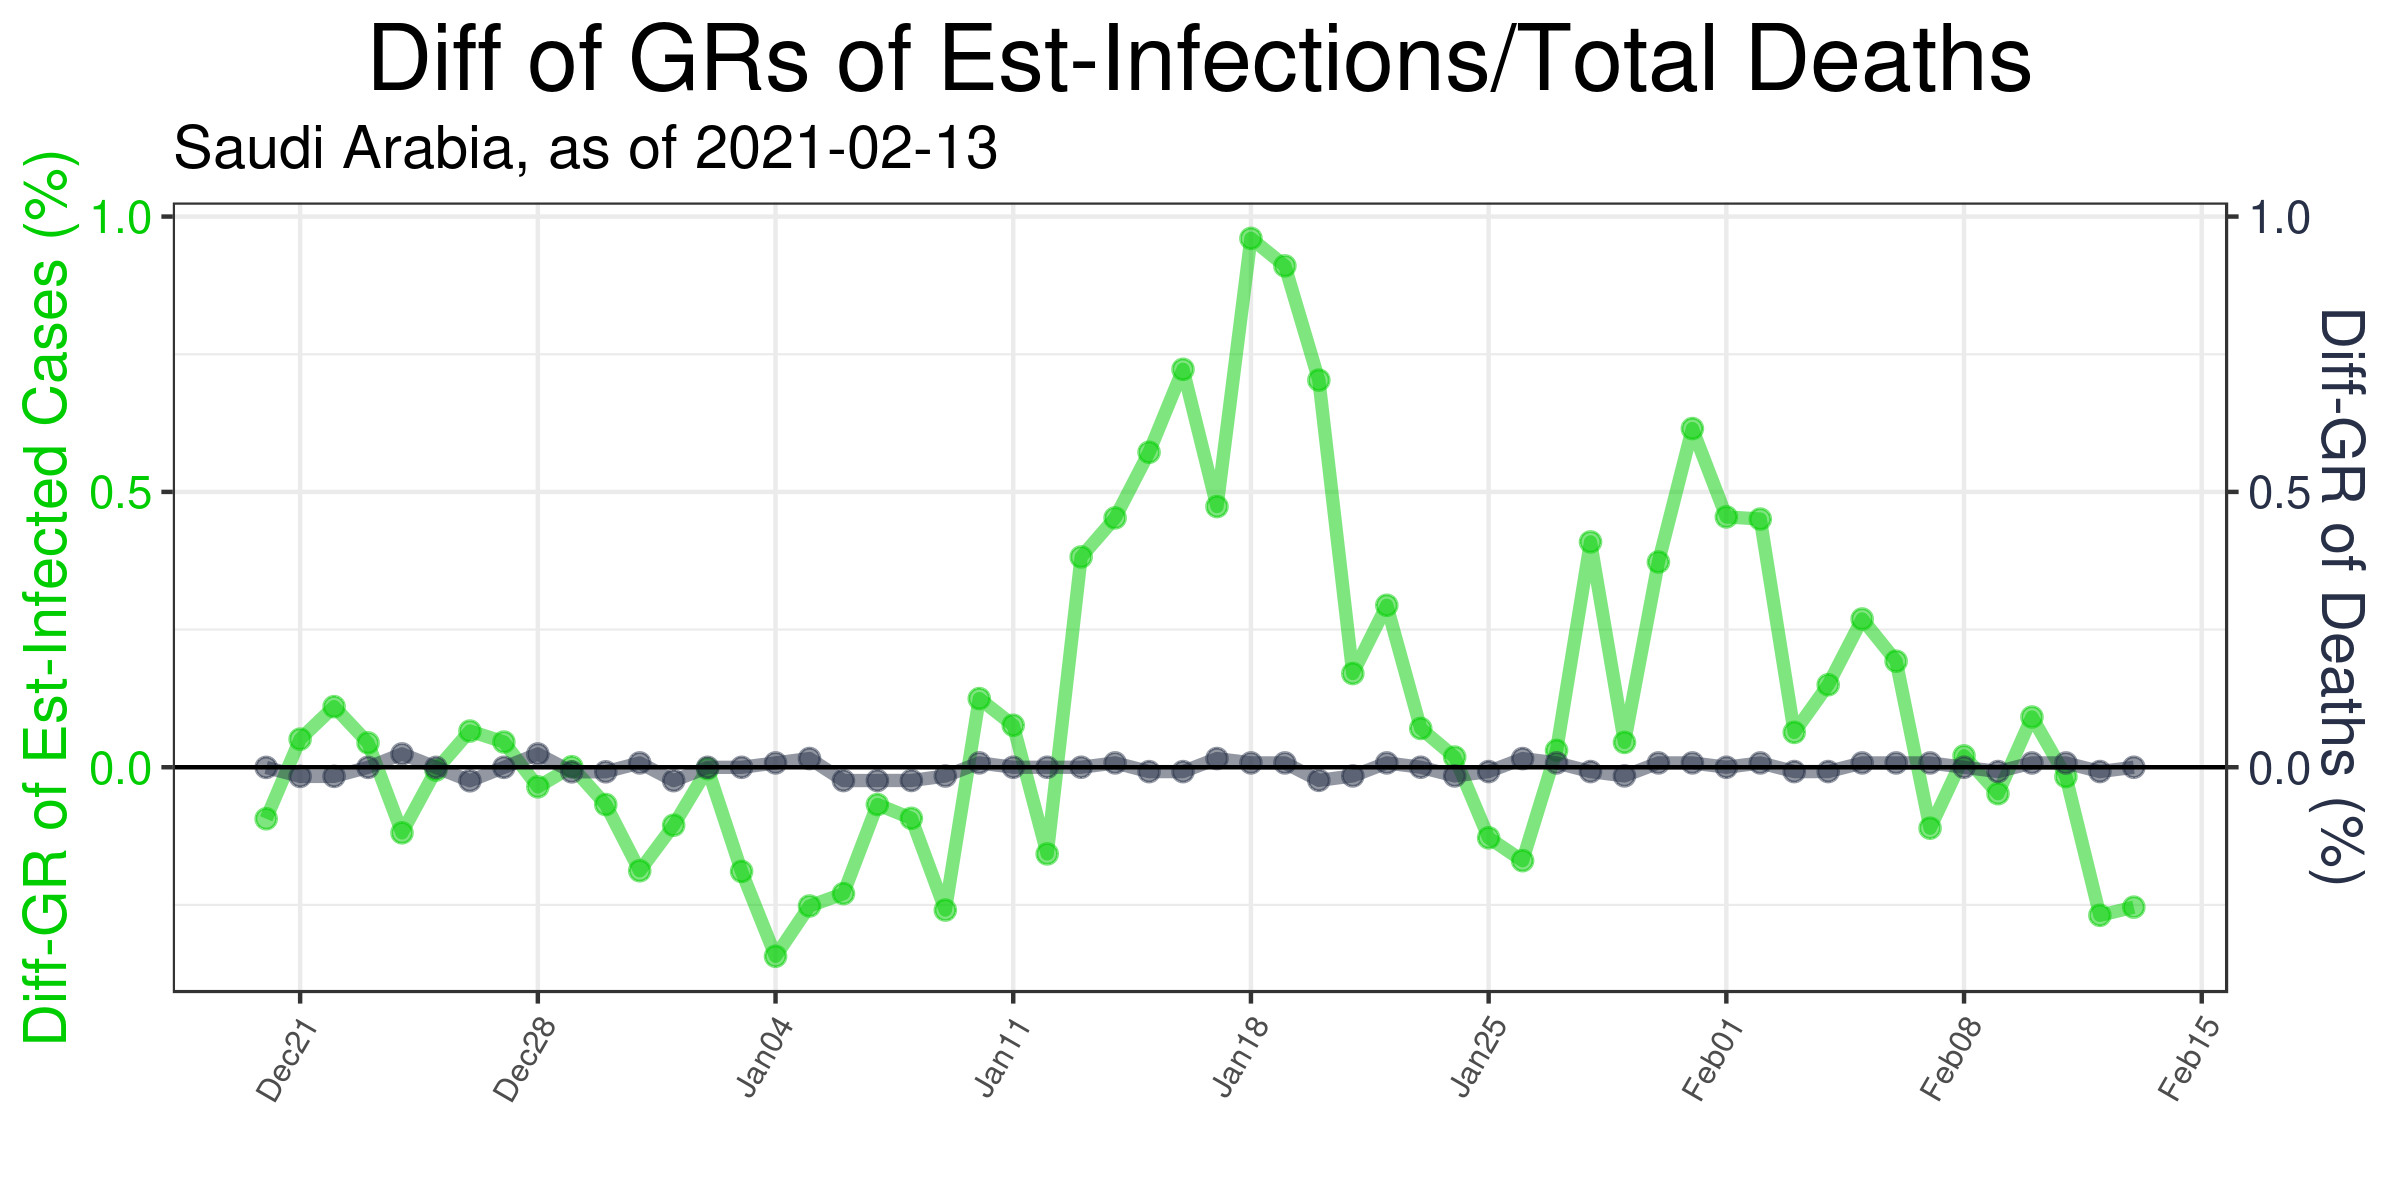 Diff of GRs of Est-Infections/Total Deaths
Saudi Arabia, as of 2021-02-13
Diff-GR of Est-Infected Cases (%)
1.0
0.5
0.0
1.0
0.5
0.0
Diff-GR of Deaths (%)
Dec21
Dec28
Jan04
Jan11
Jan18
Jan25
Feb01
Feb08
Feb15